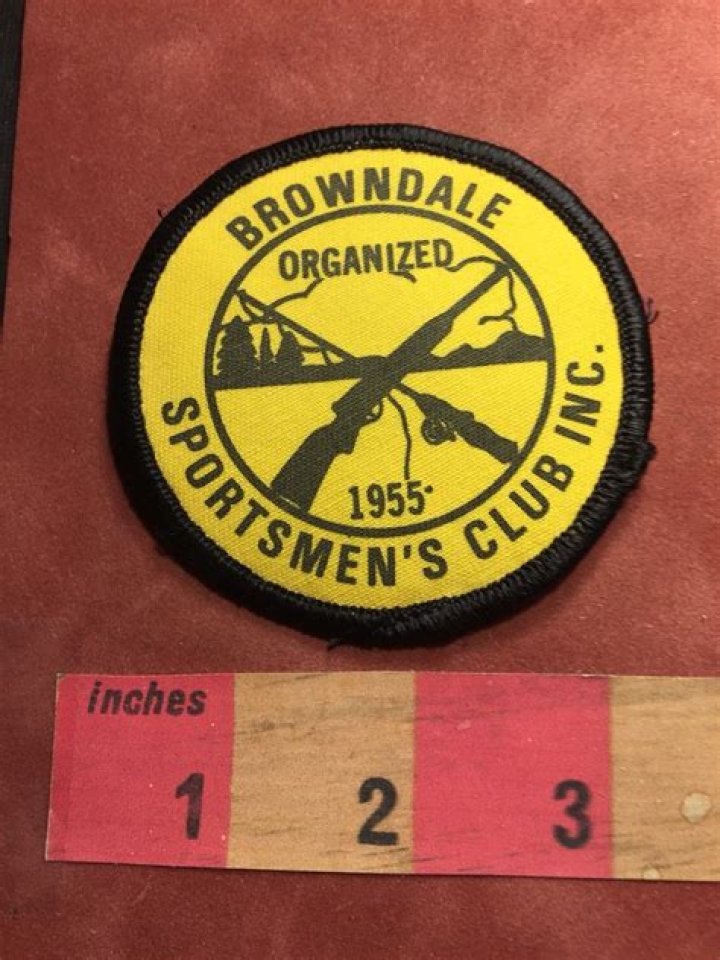 BROWNDALE
ORGANIZED
1955
SPORTSMEN'S CLUB INC.
inches
1 2 3